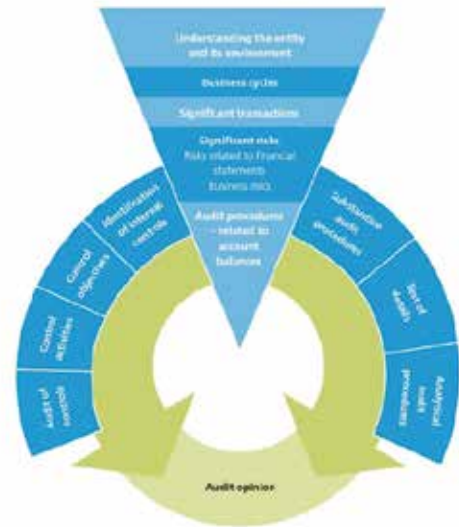 Understanding the entity
and its environment
Business cycles
Significant transactions
Significant risks
Risks related to financial
statements
Business risks
Audit procedures
– related to
account
balances
Identification
of internal
controls
Control
objectives
Control
activities
Audit of
controls
Substantive
audit
procedures
Test of
details
Analytical
audit
procedures
Audit opinion